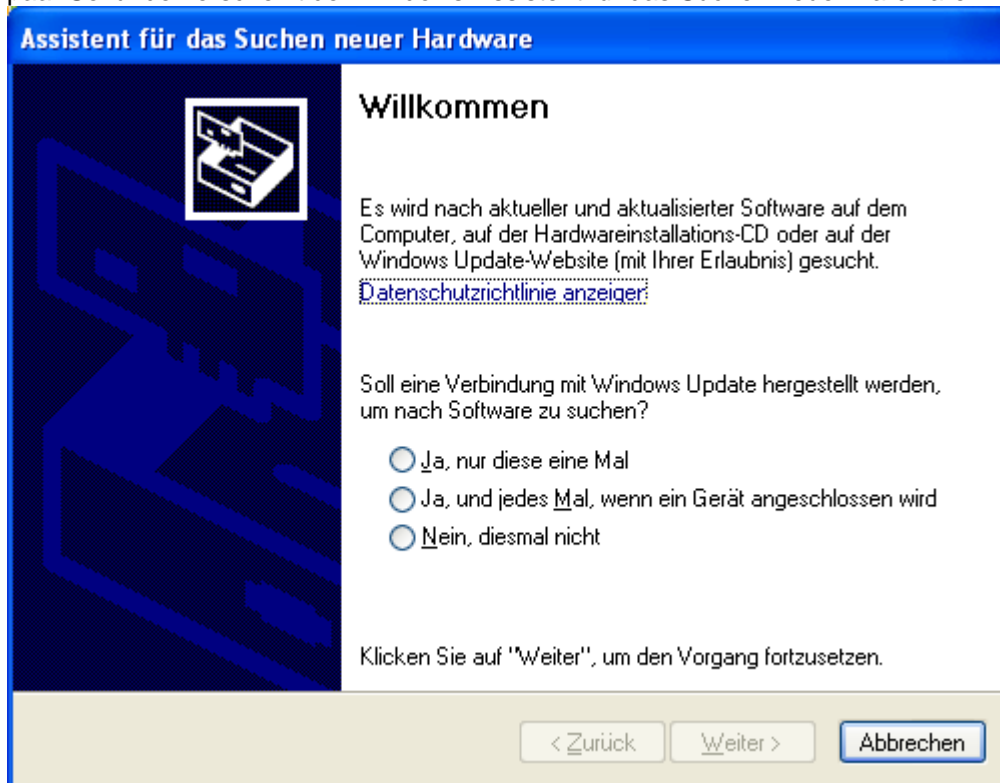 Assistent für das Suchen neuer Hardware
Willkommen
Es wird nach aktueller und aktualisierter Software auf dem
Computer, auf der Hardwareinstallations-CD oder auf der
Windows Update-Website (mit Ihrer Erlaubnis) gesucht.
Datenschutzrichtlinie anzeigen
Soll eine Verbindung mit Windows Update hergestellt werden,
um nach Software zu suchen?
Ja, nur diese eine Mal
Ja, und jedes Mal, wenn ein Gerät angeschlossen wird
Nein, diesmal nicht
Klicken Sie auf "Weiter", um den Vorgang fortzusetzen.
< Zurück Weiter > Abbrechen